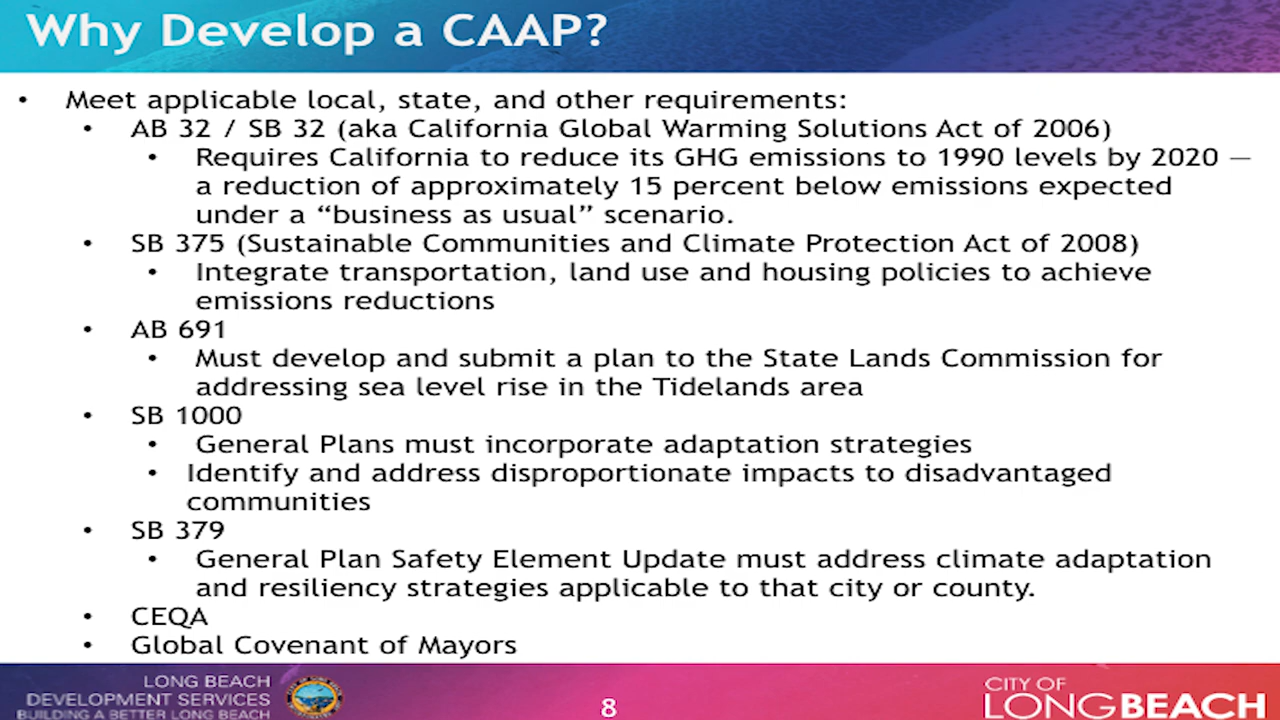 Why Develop a CAAP?
• Meet applicable local, state, and other requirements:
• AB 32 / SB 32 (aka California Global Warming Solutions Act of 2006)
• Requires California to reduce its GHG emissions to 1990 levels by 2020 —
a reduction of approximately 15 percent below emissions expected
under a “business as usual” scenario.
• SB 375 (Sustainable Communities and Climate Protection Act of 2008)
• Integrate transportation, land use and housing policies to achieve
emissions reductions
• AB 691
• Must develop and submit a plan to the State Lands Commission for
addressing sea level rise in the Tidelands area
• SB 1000
• General Plans must incorporate adaptation strategies
• Identify and address disproportionate impacts to disadvantaged
communities
• SB 379
• General Plan Safety Element Update must address climate adaptation
and resiliency strategies applicable to that city or county.
• CEQA
• Global Covenant of Mayors
LONG BEACH
DEVELOPMENT SERVICES
BUILDING A BETTER LONG BEACH
8
CITY OF
LONGBEACH